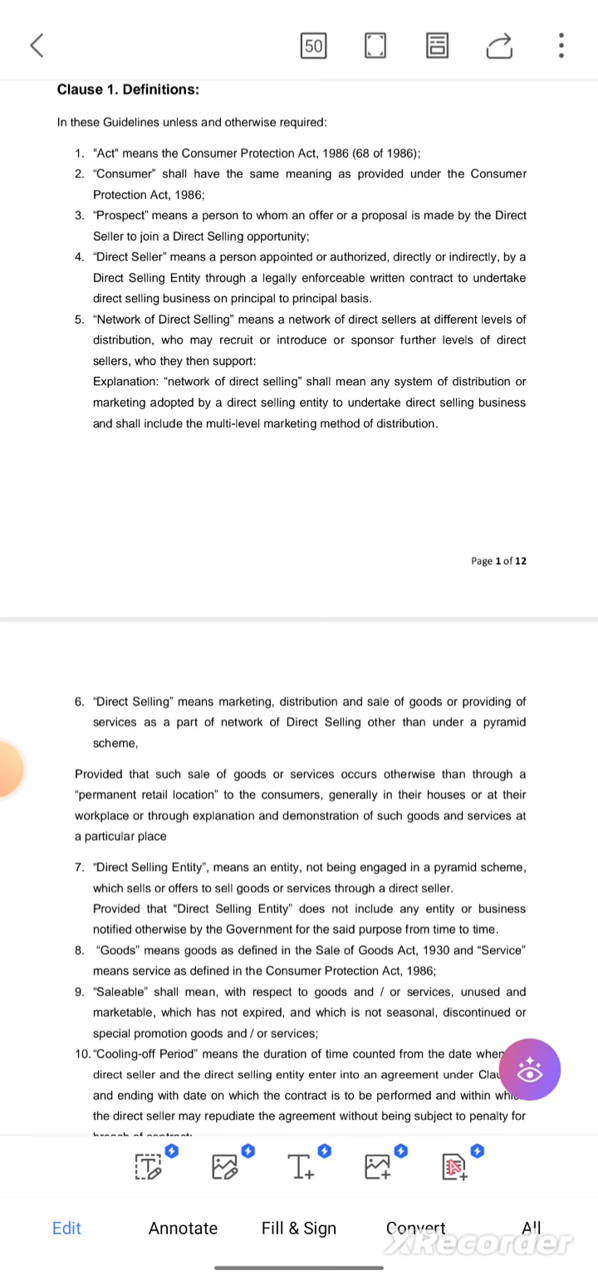 50
Clause 1. Definitions:
In these Guidelines unless and otherwise required:
1. "Act" means the Consumer Protection Act, 1986 (68 of 1986);
2. "Consumer" shall have the same meaning as provided under the Consumer
Protection Act, 1986;
3. "Prospect" means a person to whom an offer or a proposal is made by the Direct
Seller to join a Direct Selling opportunity;
4. "Direct Seller" means a person appointed or authorized, directly or indirectly, by a
Direct Selling Entity through a legally enforceable written contract to undertake
direct selling business on principal to principal basis.
5. "Network of Direct Selling" means a network of direct sellers at different levels of
distribution, who may recruit or introduce or sponsor further levels of direct
sellers, who they then support:
Explanation: "network of direct selling" shall mean any system of distribution or
marketing adopted by a direct selling entity to undertake direct selling business
and shall include the multi-level marketing method of distribution.
Page 1 of 12
6. "Direct Selling" means marketing, distribution and sale of goods or providing of
services as a part of network of Direct Selling other than under a pyramid
scheme,
Provided that such sale of goods or services occurs otherwise than through a
"permanent retail location" to the consumers, generally in their houses or at their
workplace or through explanation and demonstration of such goods and services at
a particular place
7. "Direct Selling Entity", means an entity, not being engaged in a pyramid scheme,
which sells or offers to sell goods or services through a direct seller.
Provided that "Direct Selling Entity" does not include any entity or business
notified otherwise by the Government for the said purpose from time to time.
8. "Goods" means goods as defined in the Sale of Goods Act, 1930 and "Service"
means service as defined in the Consumer Protection Act, 1986;
9. "Saleable" shall mean, with respect to goods and / or services, unused and
marketable, which has not expired, and which is not seasonal, discontinued or
special promotion goods and / or services;
10. "Cooling-off Period" means the duration of time counted from the date when
direct seller and the direct selling entity enter into an agreement under
and ending with date on which the contract is to be performed and within
the direct seller may repudiate the agreement without being subject to penalty for
Edit Annotate Fill & Sign Convert All
XRecorder